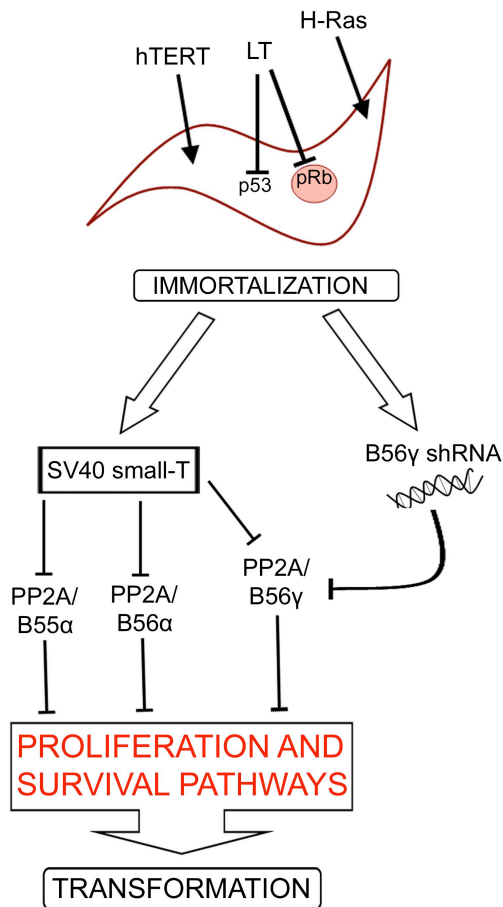 H-Ras
hTERT
LT
p53
pRb
IMMORTALIZATION
SV40 small-T
B56γ shRNA
PP2A/
B55α
PP2A/
B56α
PP2A/
B56γ
PROLIFERATION AND
SURVIVAL PATHWAYS
TRANSFORMATION